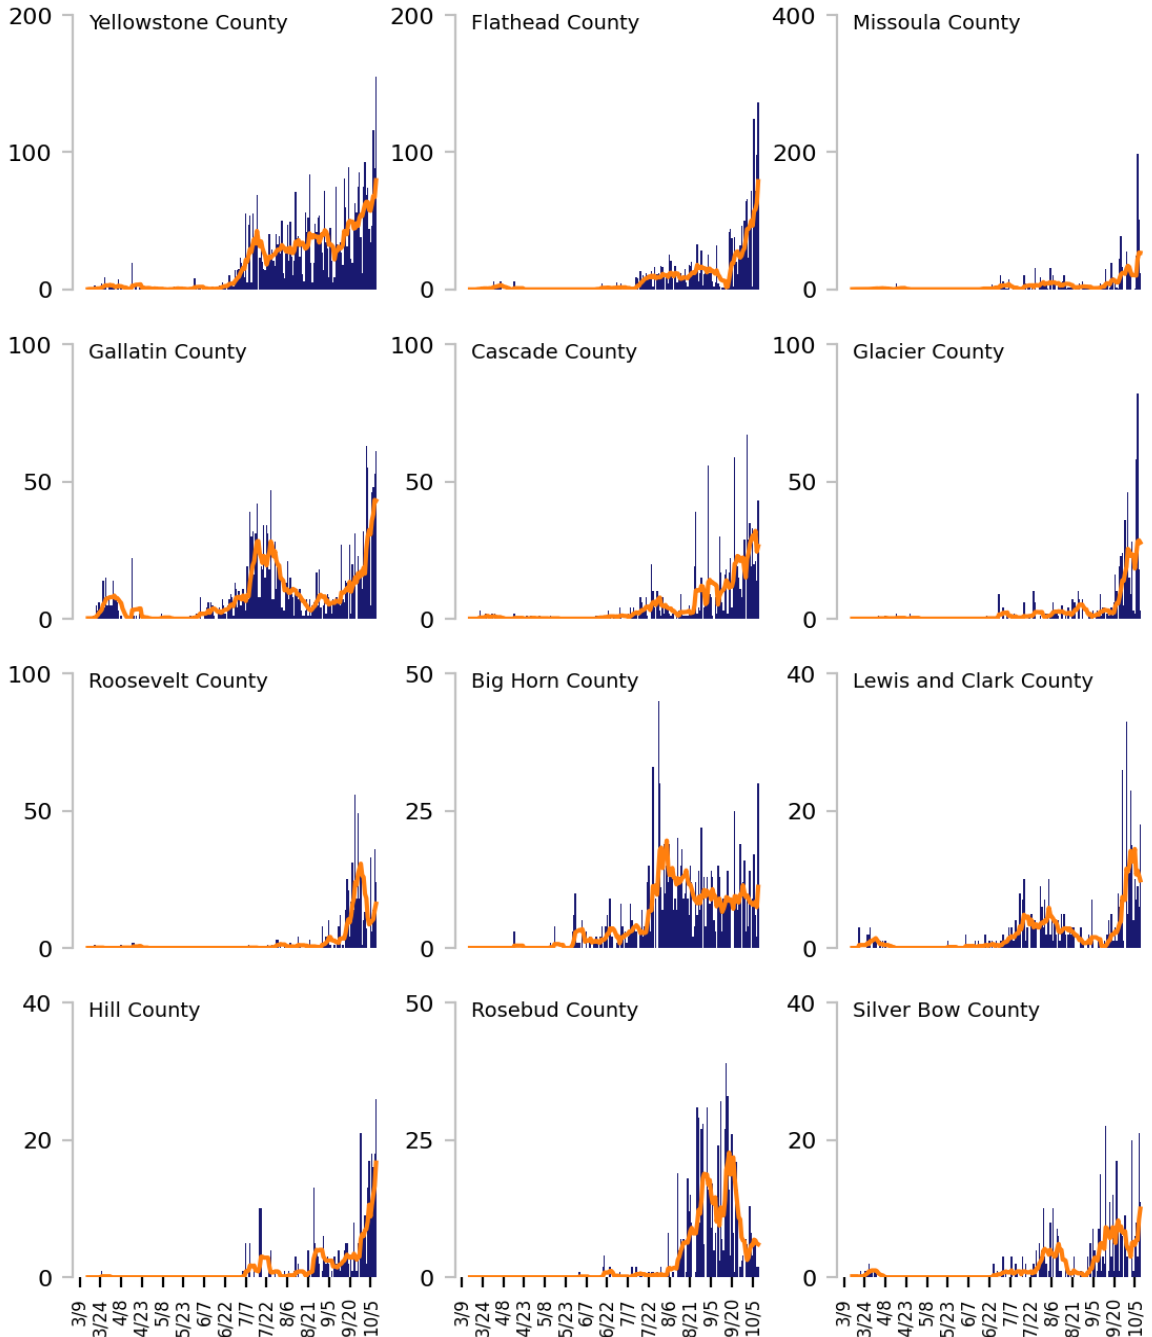 200 Yellowstone County
100
0
200 Flathead County
100
0
400 Missoula County
200
0
100 Gallatin County
50
0
100 Cascade County
50
0
100 Glacier County
50
0
100 Roosevelt County
50
0
50 Big Horn County
25
0
40 Lewis and Clark County
20
0
40 Hill County
20
0
3/9 3/24 4/8 4/23 5/8 5/23 6/7 6/22 7/7 7/22 8/6 8/21 9/5 9/20 10/5
50 Rosebud County
25
0
3/9 3/24 4/8 4/23 5/8 5/23 6/7 6/22 7/7 7/22 8/6 8/21 9/5 9/20 10/5
40 Silver Bow County
20
0
3/9 3/24 4/8 4/23 5/8 5/23 6/7 6/22 7/7 7/22 8/6 8/21 9/5 9/20 10/5